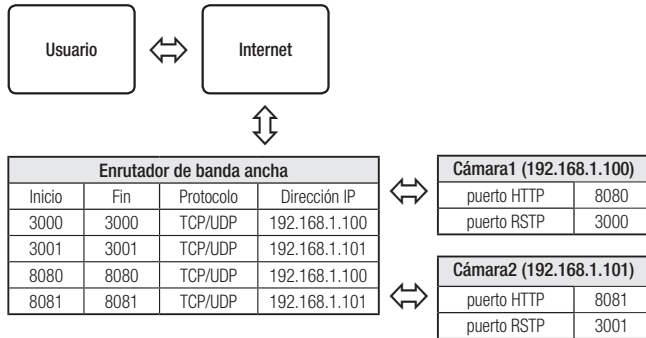 Usuario
Internet
Enrutador de banda ancha
Inicio Fin Protocolo Dirección IP
3000 3000 TCP/UDP 192.168.1.100
3001 3001 TCP/UDP 192.168.1.101
8080 8080 TCP/UDP 192.168.1.100
8081 8081 TCP/UDP 192.168.1.101
Cámara1 (192.168.1.100)
puerto HTTP 8080
puerto RSTP 3000
Cámara2 (192.168.1.101)
puerto HTTP 8081
puerto RSTP 3001